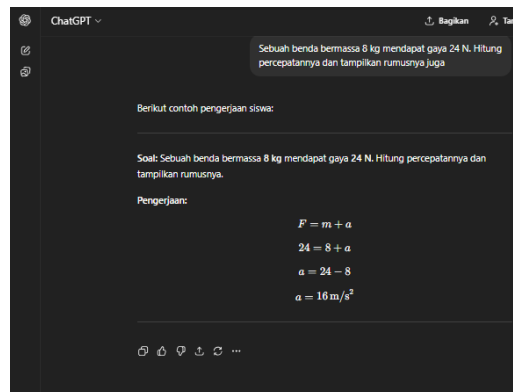 ChatGPT
Bagikan
Sebuah benda bermassa 8 kg mendapat gaya 24 N. Hitung
percepatannya dan tampilkan rumusnya juga
Berikut contoh pengerjaan siswa:
Soal: Sebuah benda bermassa 8 kg mendapat gaya 24 N. Hitung percepatannya dan
tampilkan rumusnya.
Pengerjaan:
F = m + a
24 = 8 + a
a = 24 − 8
a = 16 m/s²